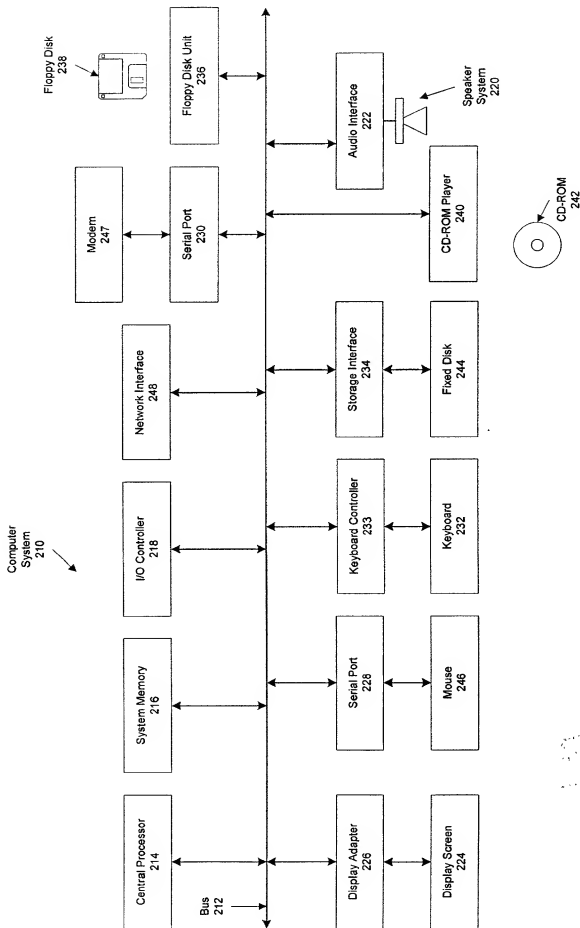 Computer
System
210
Central Processor
214
System Memory
216
I/O Controller
218
Network Interface
248
Modem
247
Serial Port
230
Floppy Disk
238
Floppy Disk Unit
236
Bus
212
Display Adapter
226
Display Screen
224
Serial Port
228
Mouse
246
Keyboard Controller
233
Keyboard
232
Storage Interface
234
Fixed Disk
244
CD-ROM Player
240
CD-ROM
242
Audio Interface
222
Speaker
System
220